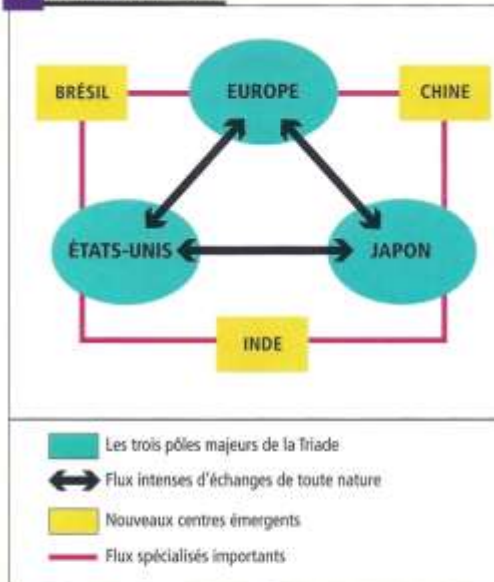 BRÉSIL
EUROPE
CHINE
ÉTATS-UNIS
JAPON
INDE
Les trois pôles majeurs de la Triade
Flux intenses d'échanges de toute nature
Nouveaux centres émergents
Flux spécialisés importants